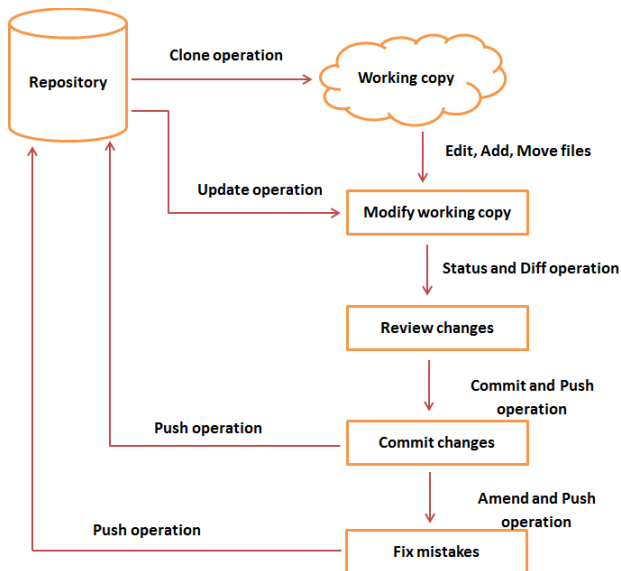 Clone operation
Repository
Working copy
Edit, Add, Move files
Update operation
Modify working copy
Status and Diff operation
Review changes
Commit and Push
operation
Push operation
Commit changes
Amend and Push
operation
Push operation
Fix mistakes